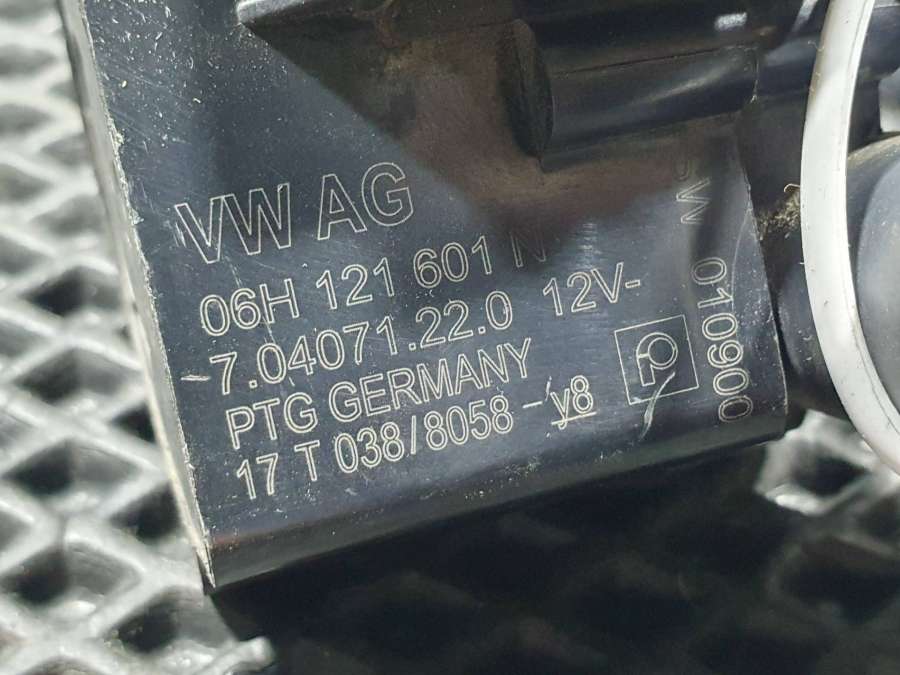 VW AG
06H 121 601 N
7.04071.22.0 12V-
PTG GERMANY
17 T 038/8058 -y8
010900